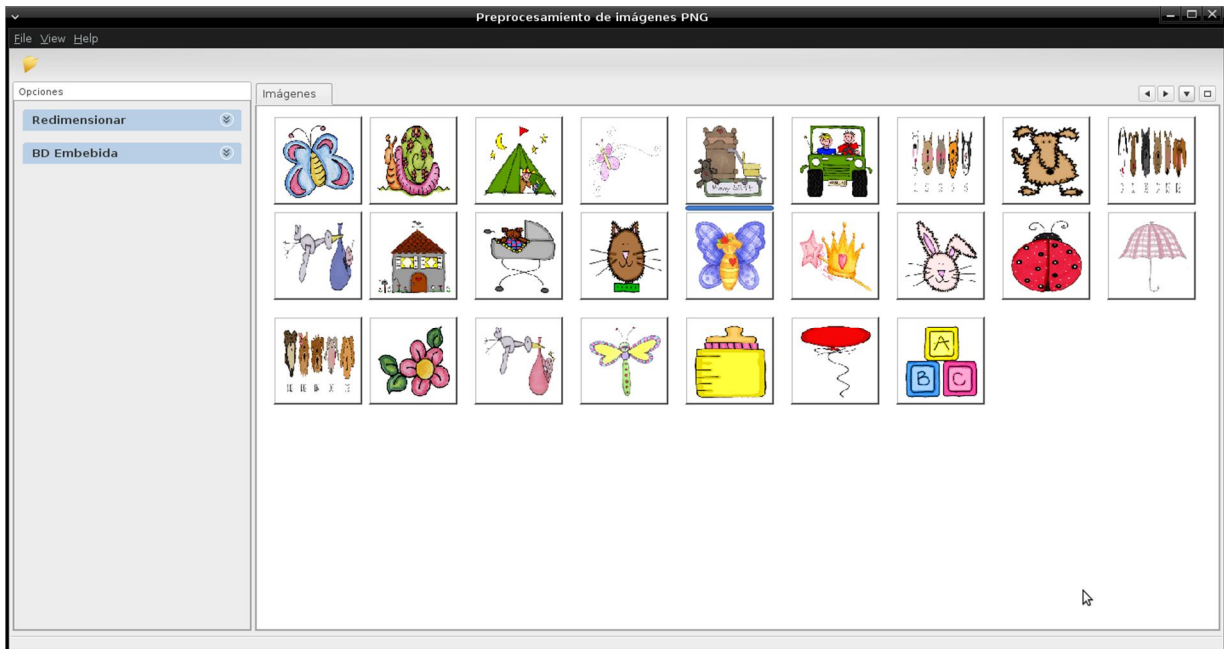 Preprocesamiento de imágenes PNG
File View Help
Opciones
Imágenes
Redimensionar
BD Embebida
A
B C